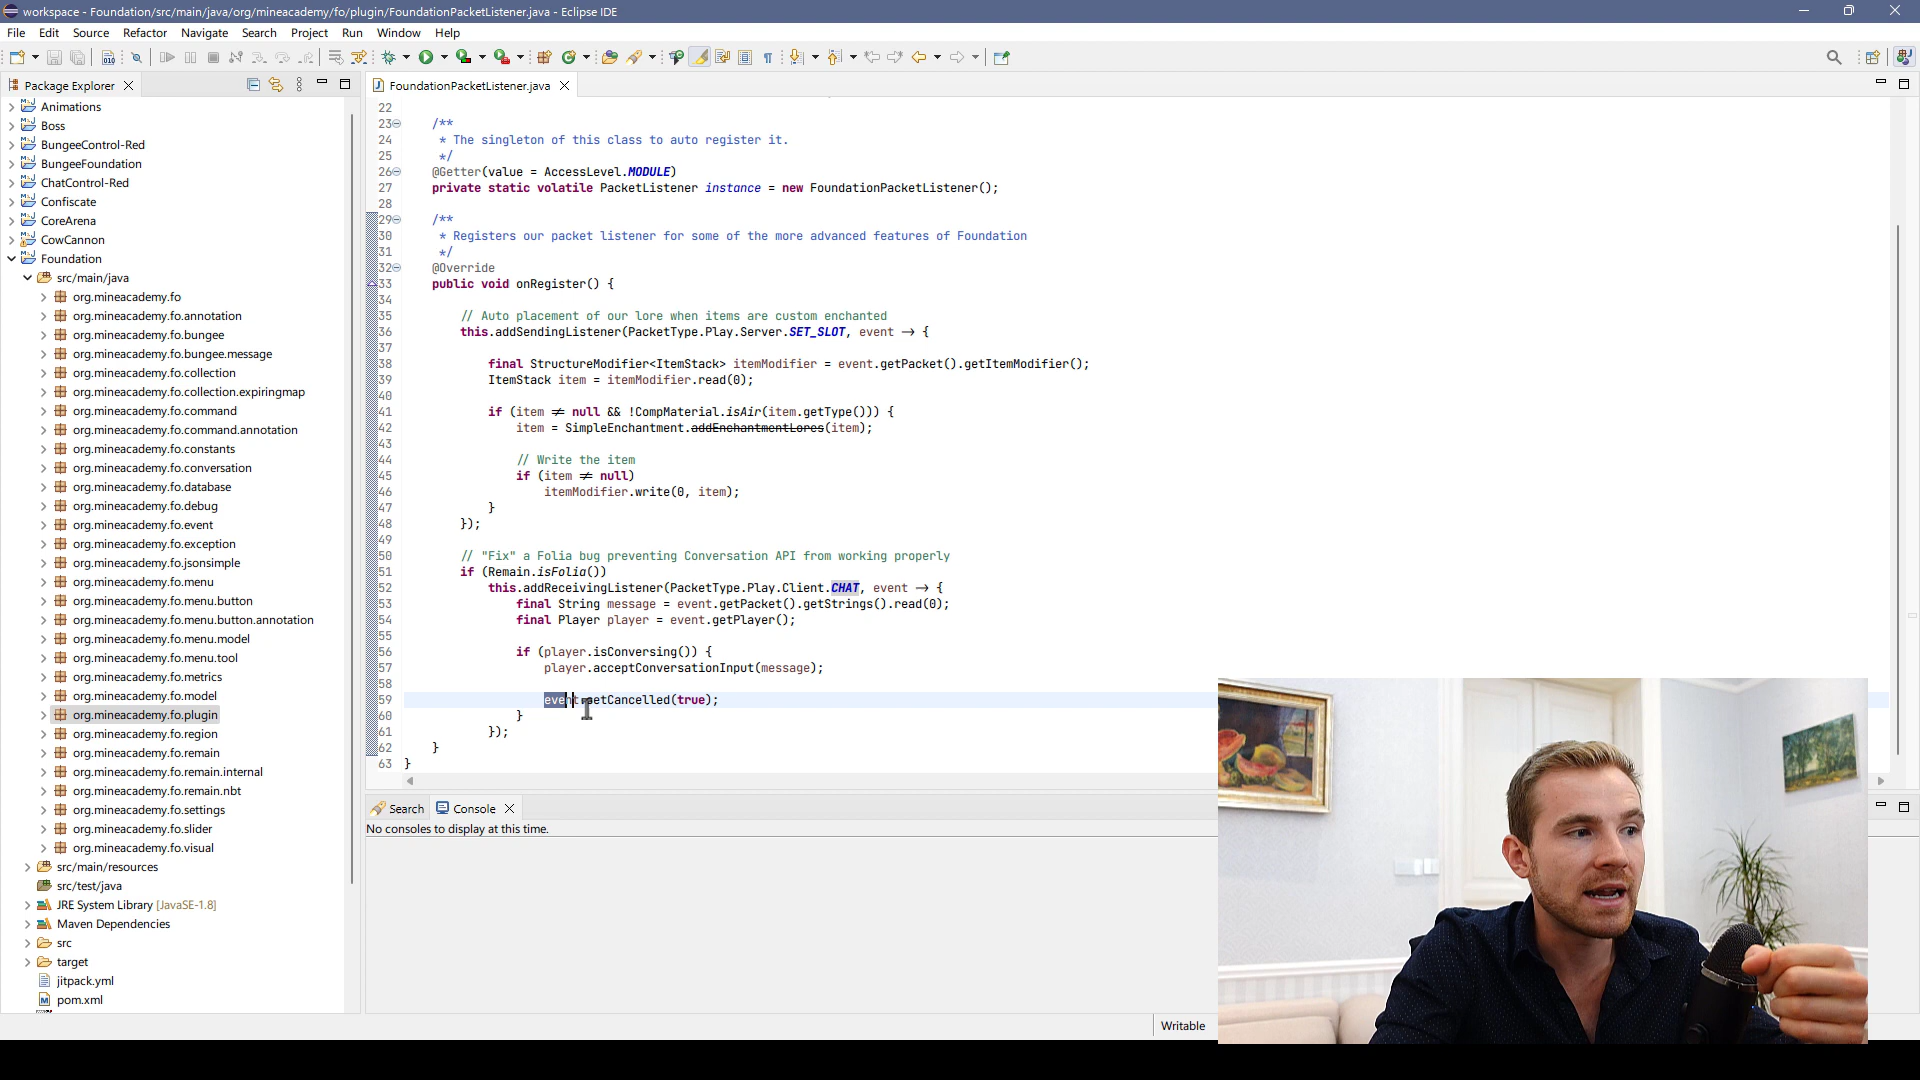 workspace - Foundation/src/main/java/org/mineacademy/fo/plugin/FoundationPacketListener.java - Eclipse IDE
File Edit Source Refactor Navigate Search Project Run Window Help
Package Explorer
FoundationPacketListener.java
Animations
Boss
BungeeControl-Red
BungeeFoundation
ChatControl-Red
Confiscate
CoreArena
CowCannon
Foundation
src/main/java
org.mineacademy.fo
org.mineacademy.fo.annotation
org.mineacademy.fo.bungee
org.mineacademy.fo.bungee.message
org.mineacademy.fo.collection
org.mineacademy.fo.collection.expiringmap
org.mineacademy.fo.command
org.mineacademy.fo.command.annotation
org.mineacademy.fo.constants
org.mineacademy.fo.conversation
org.mineacademy.fo.database
org.mineacademy.fo.debug
org.mineacademy.fo.event
org.mineacademy.fo.exception
org.mineacademy.fo.jsonsimple
org.mineacademy.fo.menu
org.mineacademy.fo.menu.button
org.mineacademy.fo.menu.button.annotation
org.mineacademy.fo.menu.model
org.mineacademy.fo.menu.tool
org.mineacademy.fo.metrics
org.mineacademy.fo.model
org.mineacademy.fo.plugin
org.mineacademy.fo.region
org.mineacademy.fo.remain
org.mineacademy.fo.remain.internal
org.mineacademy.fo.remain.nbt
org.mineacademy.fo.settings
org.mineacademy.fo.slider
org.mineacademy.fo.visual
src/main/resources
src/test/java
JRE System Library [JavaSE-1.8]
Maven Dependencies
src
target
jitpack.yml
pom.xml
22
23 /**
24 * The singleton of this class to auto register it.
25 */
26 @Getter(value = AccessLevel.MODULE)
27 private static volatile PacketListener instance = new FoundationPacketListener();
28
29 /**
30 * Registers our packet listener for some of the more advanced features of Foundation
31 */
32 @Override
33 public void onRegister() {
34
35 // Auto placement of our lore when items are custom enchanted
36 this.addSendingListener(PacketType.Play.Server.SET_SLOT, event → {
37
38 final StructureModifier<ItemStack> itemModifier = event.getPacket().getItemModifier();
39 ItemStack item = itemModifier.read(0);
40
41 if (item ≠ null && !CompMaterial.isAir(item.getType())) {
42 item = SimpleEnchantment.addEnchantmentLores(item);
43
44 // Write the item
45 if (item ≠ null)
46 itemModifier.write(0, item);
47 }
48 });
49
50 // "Fix" a Folia bug preventing Conversation API from working properly
51 if (Remain.isFolia())
52 this.addReceivingListener(PacketType.Play.Client.CHAT, event → {
53 final String message = event.getPacket().getStrings().read(0);
54 final Player player = event.getPlayer();
55
56 if (player.isConversing()) {
57 player.acceptConversationInput(message);
58
59 event.setCancelled(true);
60 }
61 });
62 }
63 }
Search Console
No consoles to display at this time.
Writable